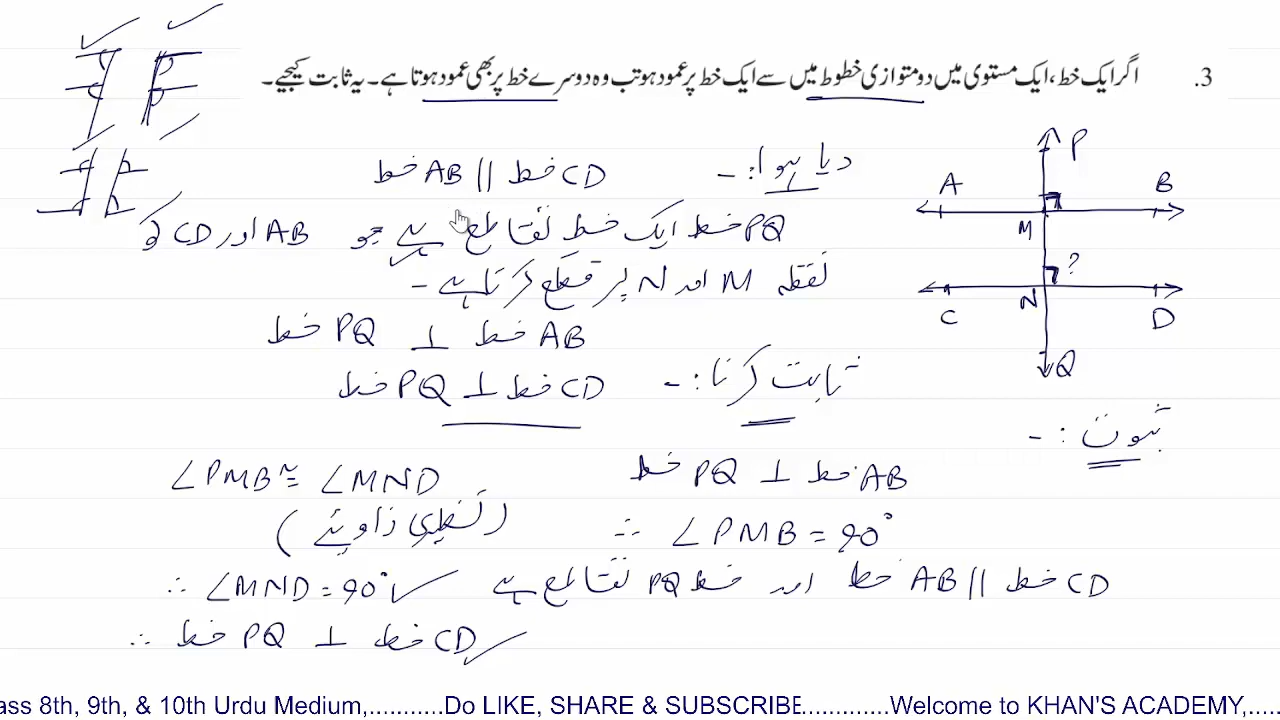 3. اگر ایک خط، ایک مستوی میں دو متوازی خطوط میں سے ایک خط پر عمود ہو تب وہ دوسرے خط پر بھی عمود ہوتا ہے۔ یہ ثابت کیجیے۔
دیا ہوا :- خط CD || خط AB
خط PQ ایک خط تقاطع ہے جو AB اور CD کو
نقطہ M اور N پر قطع کرتا ہے -
خط AB ⊥ خط PQ
ثابت کرنا :- خط CD ⊥ خط PQ
P
A B
M
?
N
C D
Q
ثبوت :-
خط AB ⊥ خط PQ
∴ ∠PMB = 90°
خط CD || خط AB اور خط PQ تقاطع ہے
∠PMB ≅ ∠MND
(نظیری زاویئے)
∴ ∠MND = 90°
∴ خط PQ ⊥ خط CD
ass 8th, 9th, & 10th Urdu Medium,...........Do LIKE, SHARE & SUBSCRIBE.............Welcome to KHAN'S ACADEMY,.....